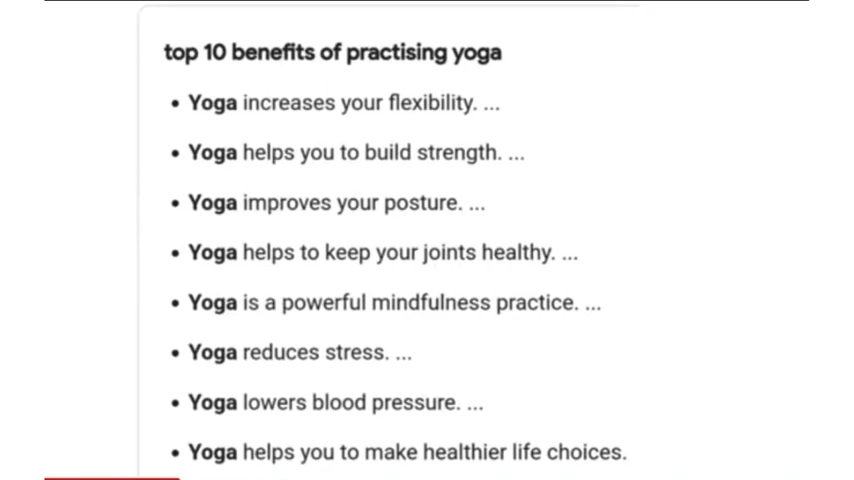 top 10 benefits of practising yoga
• Yoga increases your flexibility. ...
• Yoga helps you to build strength. ...
• Yoga improves your posture. ...
• Yoga helps to keep your joints healthy. ...
• Yoga is a powerful mindfulness practice. ...
• Yoga reduces stress. ...
• Yoga lowers blood pressure. ...
• Yoga helps you to make healthier life choices.